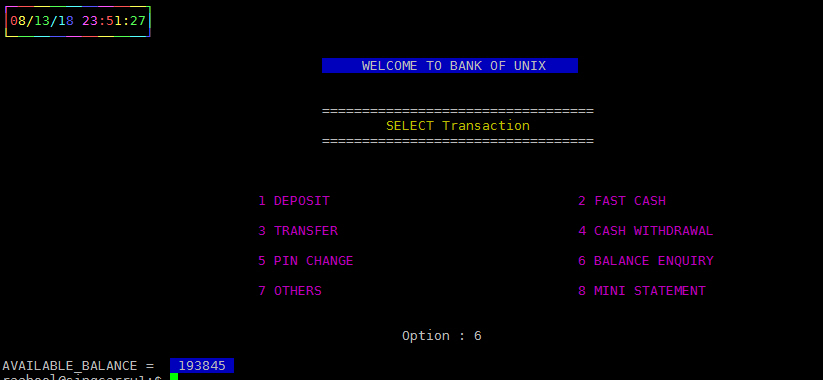 08/13/18 23:51:27
WELCOME TO BANK OF UNIX
==================================
SELECT Transaction
==================================
1 DEPOSIT 2 FAST CASH
3 TRANSFER 4 CASH WITHDRAWAL
5 PIN CHANGE 6 BALANCE ENQUIRY
7 OTHERS 8 MINI STATEMENT
Option : 6
AVAILABLE_BALANCE = 193845